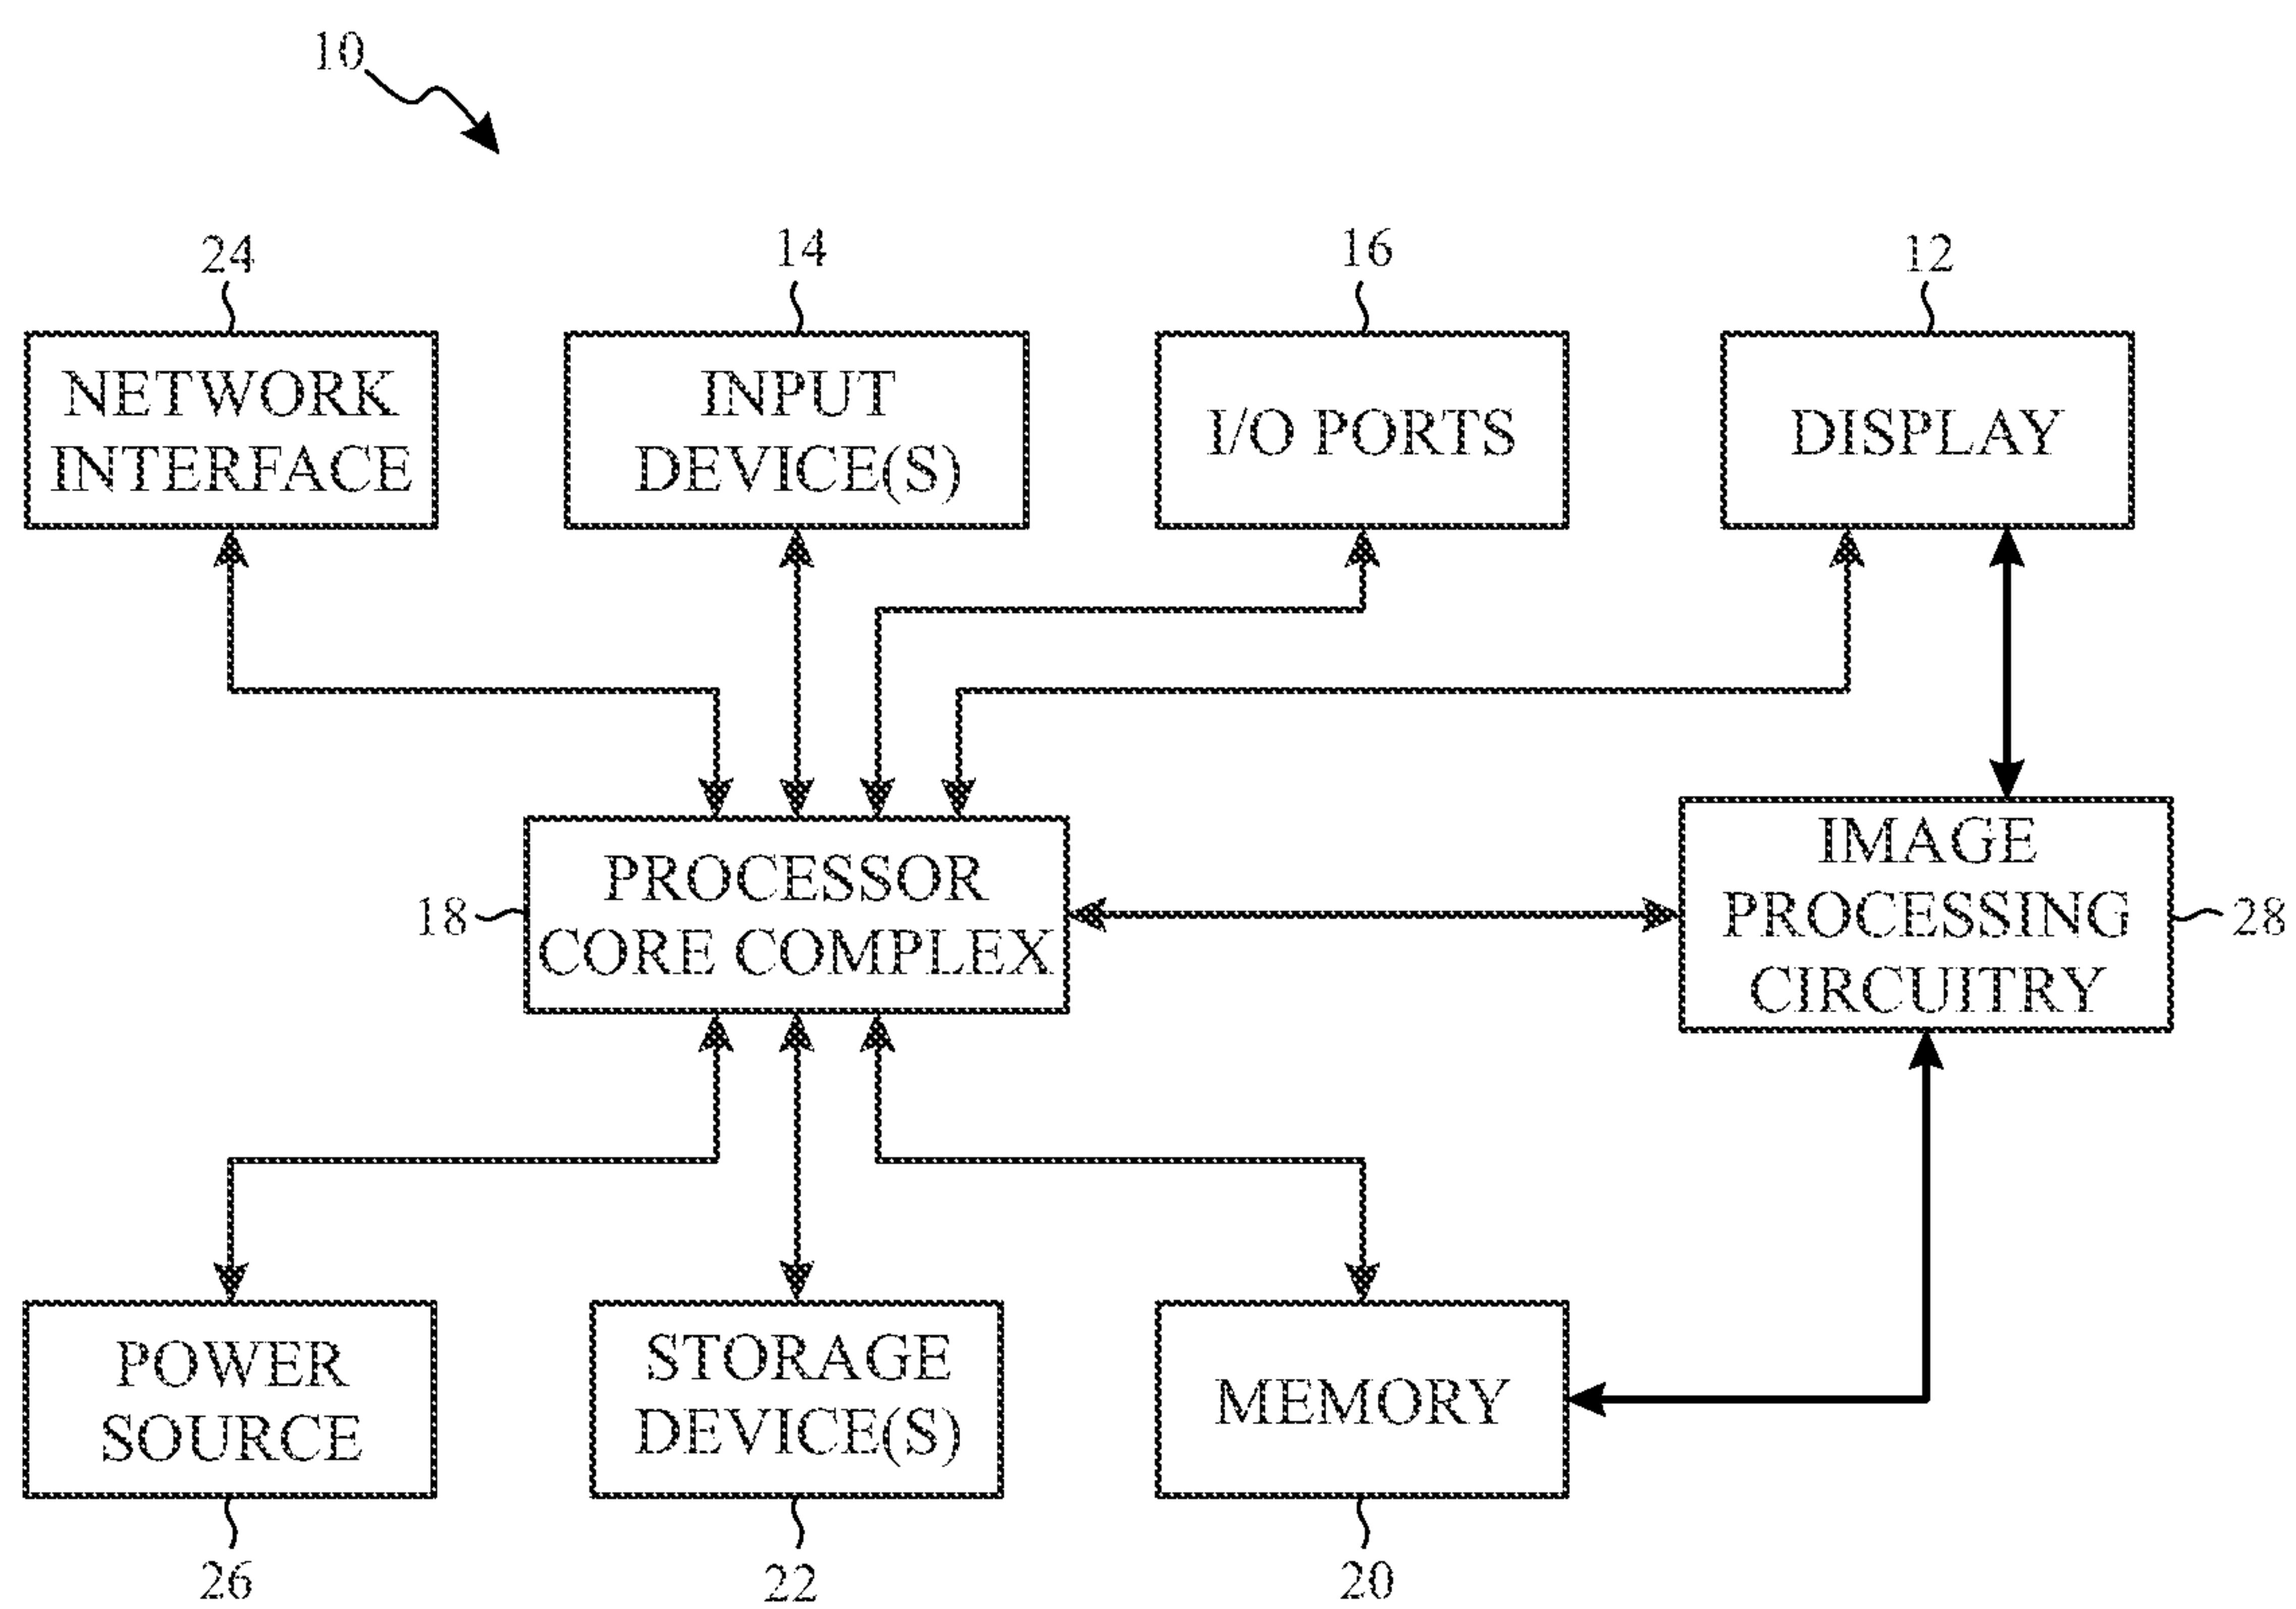 10
24
14
16
12
NETWORK
INTERFACE
INPUT
DEVICE(S)
I/O PORTS
DISPLAY
18
PROCESSOR
CORE COMPLEX
IMAGE
PROCESSING
CIRCUITRY
28
POWER
SOURCE
STORAGE
DEVICE(S)
MEMORY
26
22
20